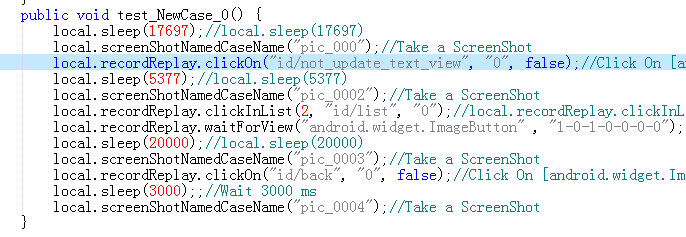 public void test_NewCase_0() {
local.sleep(17697);//local.sleep(17697)
local.screenShotNamedCaseName("pic_000");//Take a ScreenShot
local.recordReplay.clickOn("id/not_update_text_view", "0", false);//Click On [a
local.sleep(5377);//local.sleep(5377)
local.screenShotNamedCaseName("pic_0002");//Take a ScreenShot
local.recordReplay.clickInList(2, "id/list", "0");//local.recordReplay.clickInL
local.recordReplay.waitForView("android.widget.ImageButton" , "1-0-1-0-0-0-0");
local.sleep(20000);//local.sleep(20000)
local.screenShotNamedCaseName("pic_0003");//Take a ScreenShot
local.recordReplay.clickOn("id/back", "0", false);//Click On [android.widget.Im
local.sleep(3000);;//Wait 3000 ms
local.screenShotNamedCaseName("pic_0004");//Take a ScreenShot
}